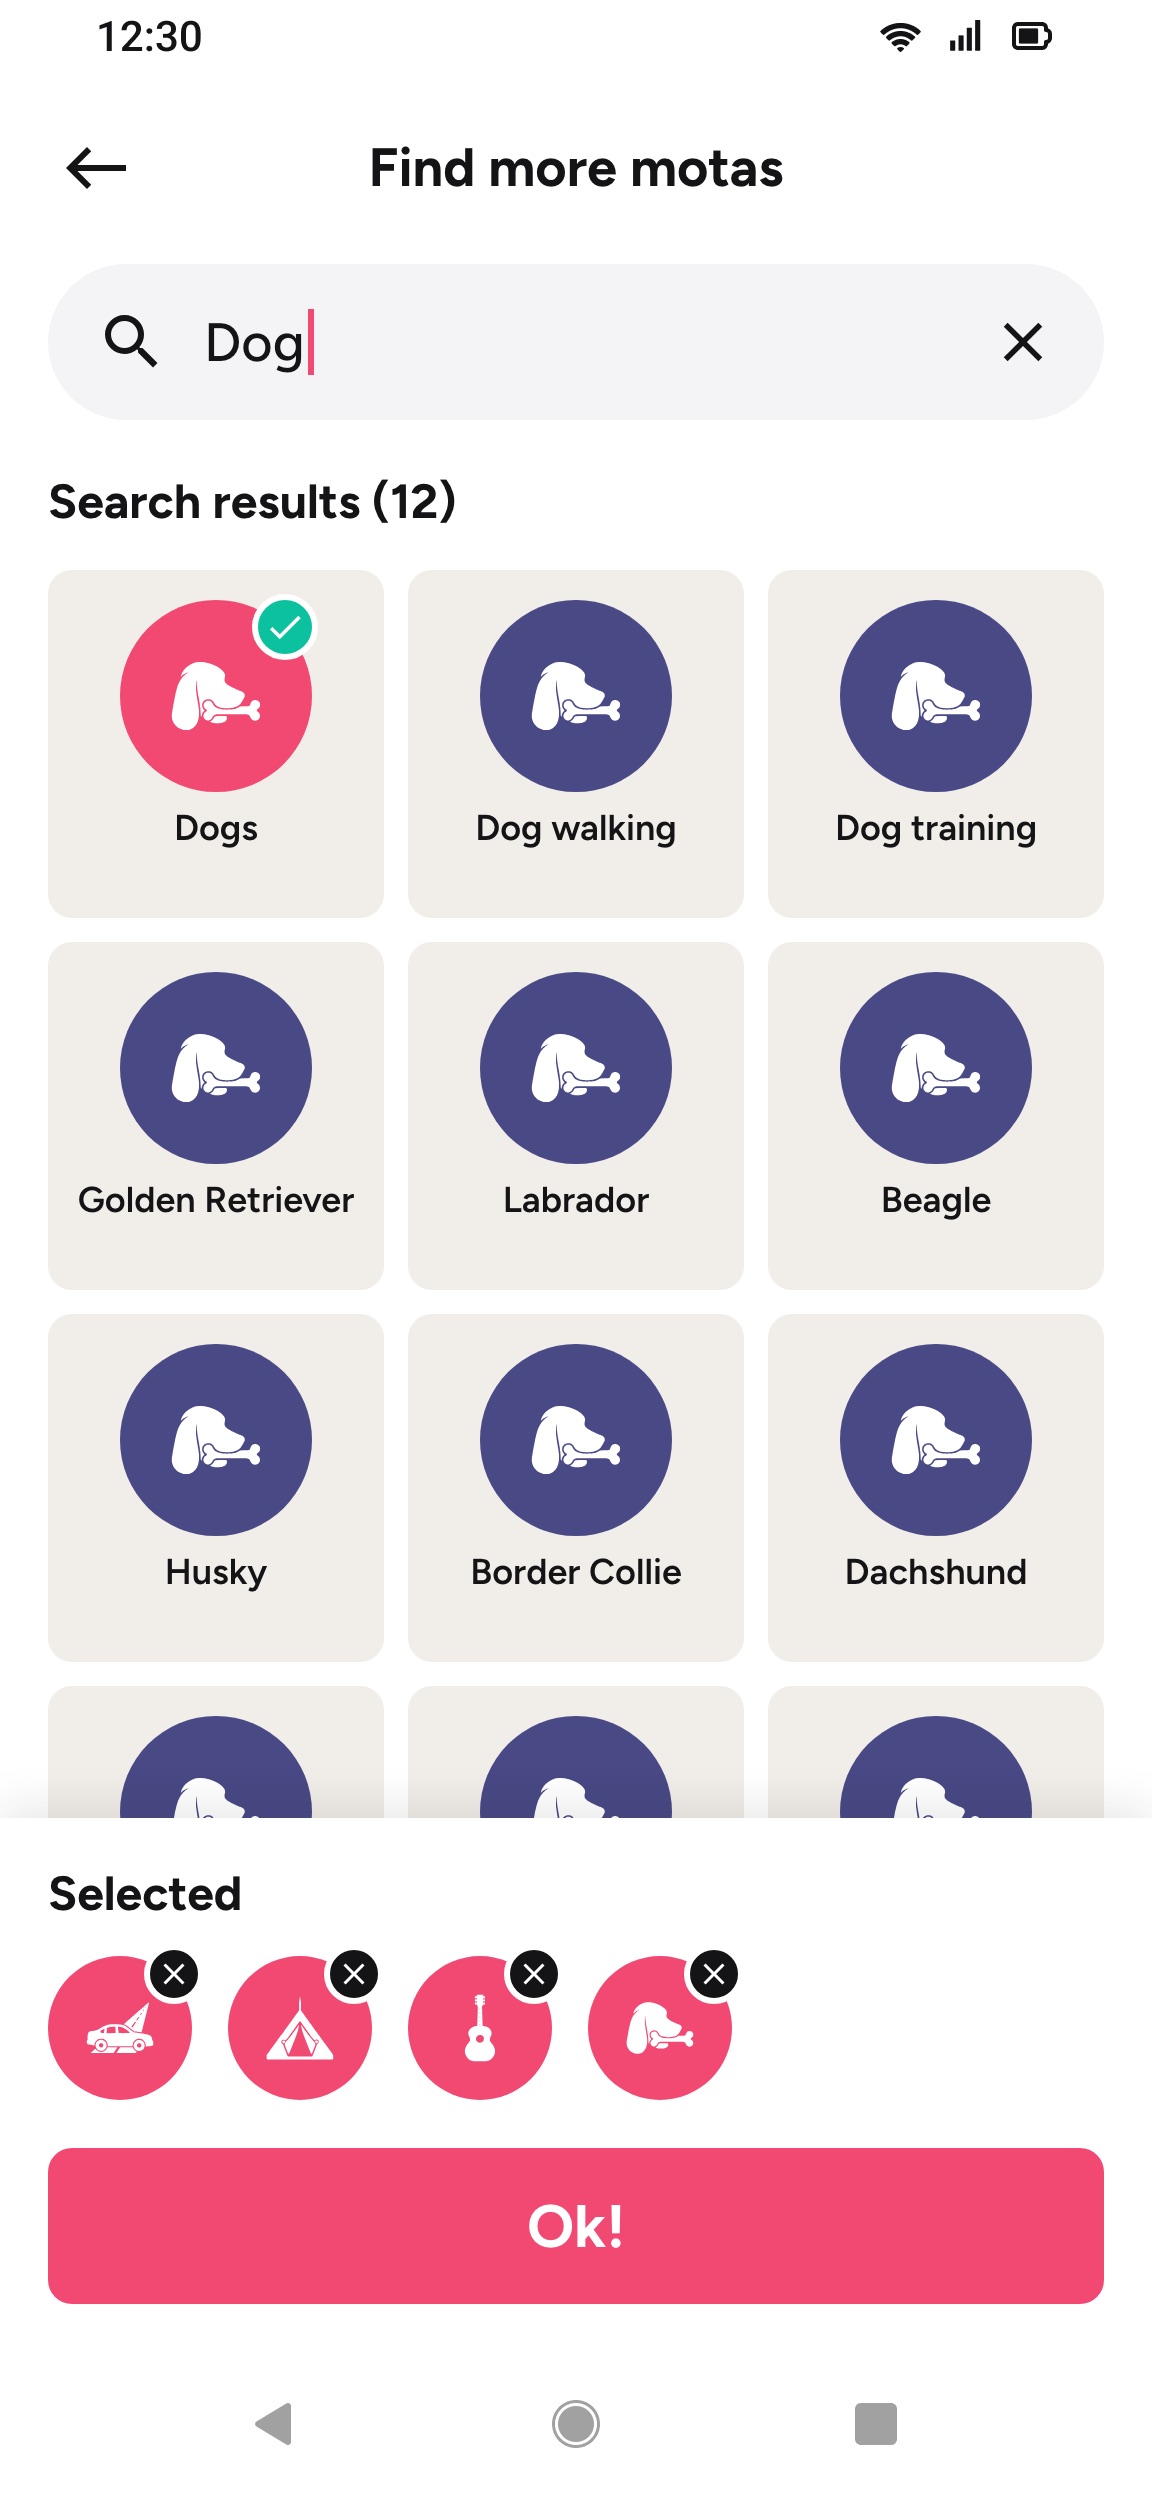 12:30
Find more motas
Dog
Search results (12)
Dogs
Dog walking
Dog training
Golden Retriever
Labrador
Beagle
Husky
Border Collie
Dachshund
Selected
Ok!